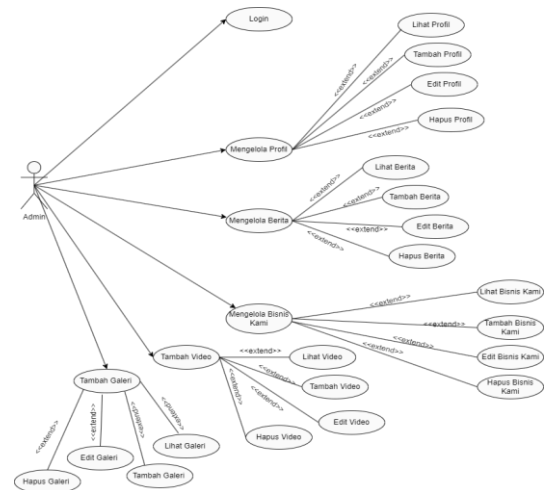 Login
Lihat Profil
<<extend>>
Tambah Profil
<<extend>>
Edit Profil
<<extend>>
Hapus Profil
<<extend>>
Mengelola Profil
Admin
Lihat Berita
<<extend>>
Tambah Berita
<<extend>>
Edit Berita
<<extend>>
Hapus Berita
<<extend>>
Mengelola Berita
Lihat Bisnis Kami
<<extend>>
Mengelola Bisnis
Kami
Tambah Bisnis
Kami
<<extend>>
Edit Bisnis Kami
<<extend>>
Hapus Bisnis
Kami
<<extend>>
Tambah Video
<<extend>>
Lihat Video
<<extend>>
Tambah Video
<<extend>>
Edit Video
<<extend>>
Hapus Video
Tambah Galeri
<<extend>>
<<extend>>
<<extend>>
<<extend>>
Lihat Galeri
Edit Galeri
Tambah Galeri
Hapus Galeri